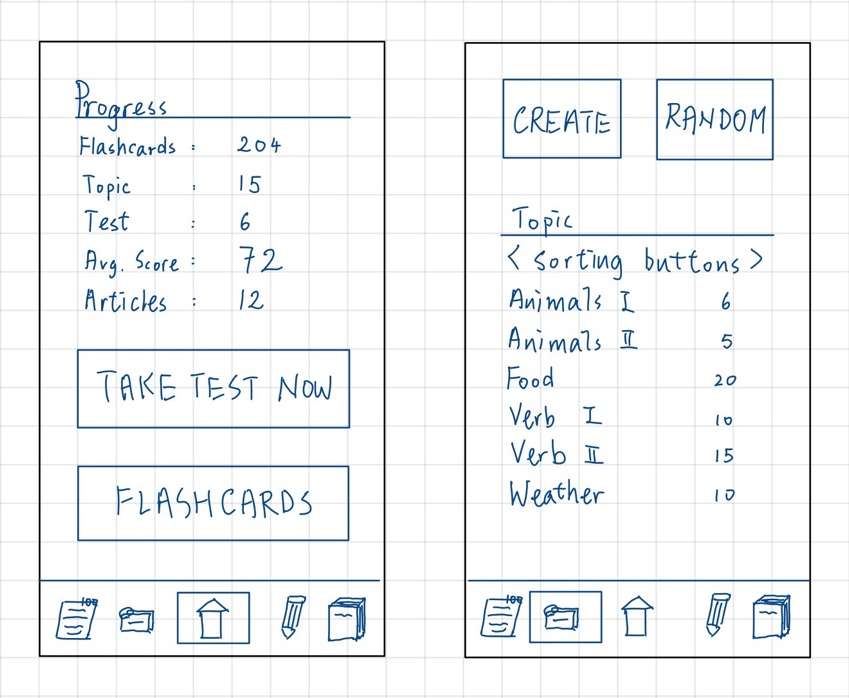 Progress
Flashcards : 204
Topic : 15
Test : 6
Avg. Score : 72
Articles : 12
TAKE TEST NOW
FLASHCARDS
100
CREATE RANDOM
Topic
< Sorting buttons >
Animals I 6
Animals II 5
Food 20
Verb I 10
Verb II 15
Weather 10
100